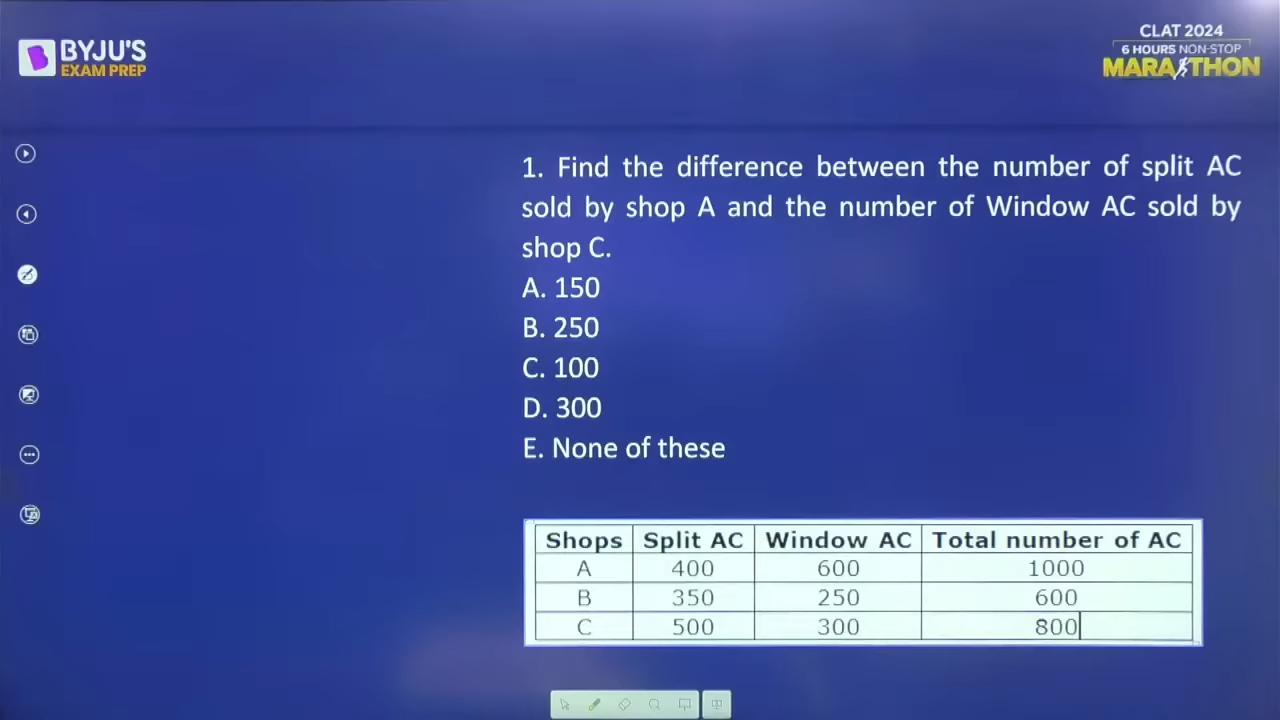 BYJU'S
EXAM PREP
CLAT 2024
6 HOURS NON-STOP
MARATHON
1. Find the difference between the number of split AC
sold by shop A and the number of Window AC sold by
shop C.
A. 150
B. 250
C. 100
D. 300
E. None of these
Shops Split AC Window AC Total number of AC
A 400 600 1000
B 350 250 600
C 500 300 800